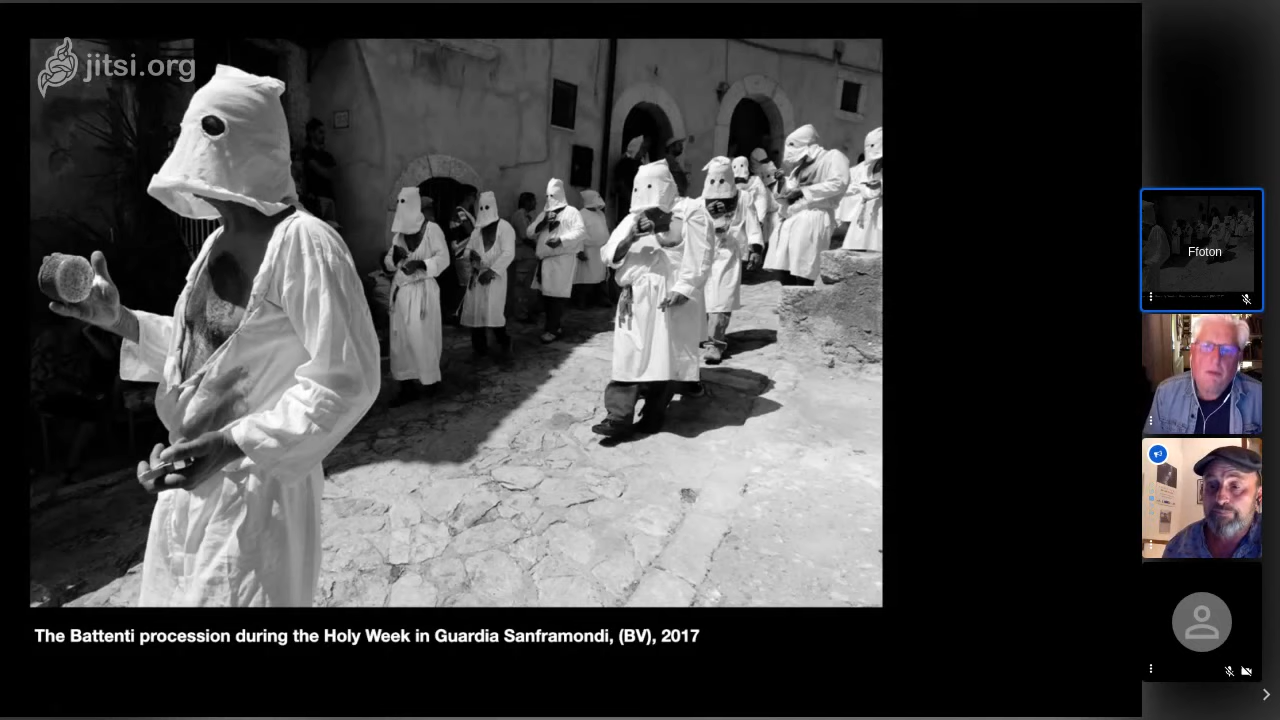 jitsi.org
Ffoton
The Battenti procession during the Holy Week in Guardia Sanframondi, (BV), 2017